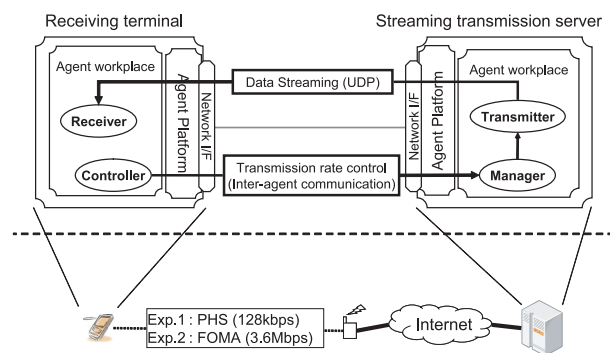 Receiving terminal
Streaming transmission server
Agent workplace
Agent Platform
Network I/F
Data Streaming (UDP)
Network I/F
Agent Platform
Agent workplace
Receiver
Transmitter
Controller
Transmission rate control
(Inter-agent communication)
Manager
Exp.1 : PHS (128kbps)
Exp.2 : FOMA (3.6Mbps)
Internet